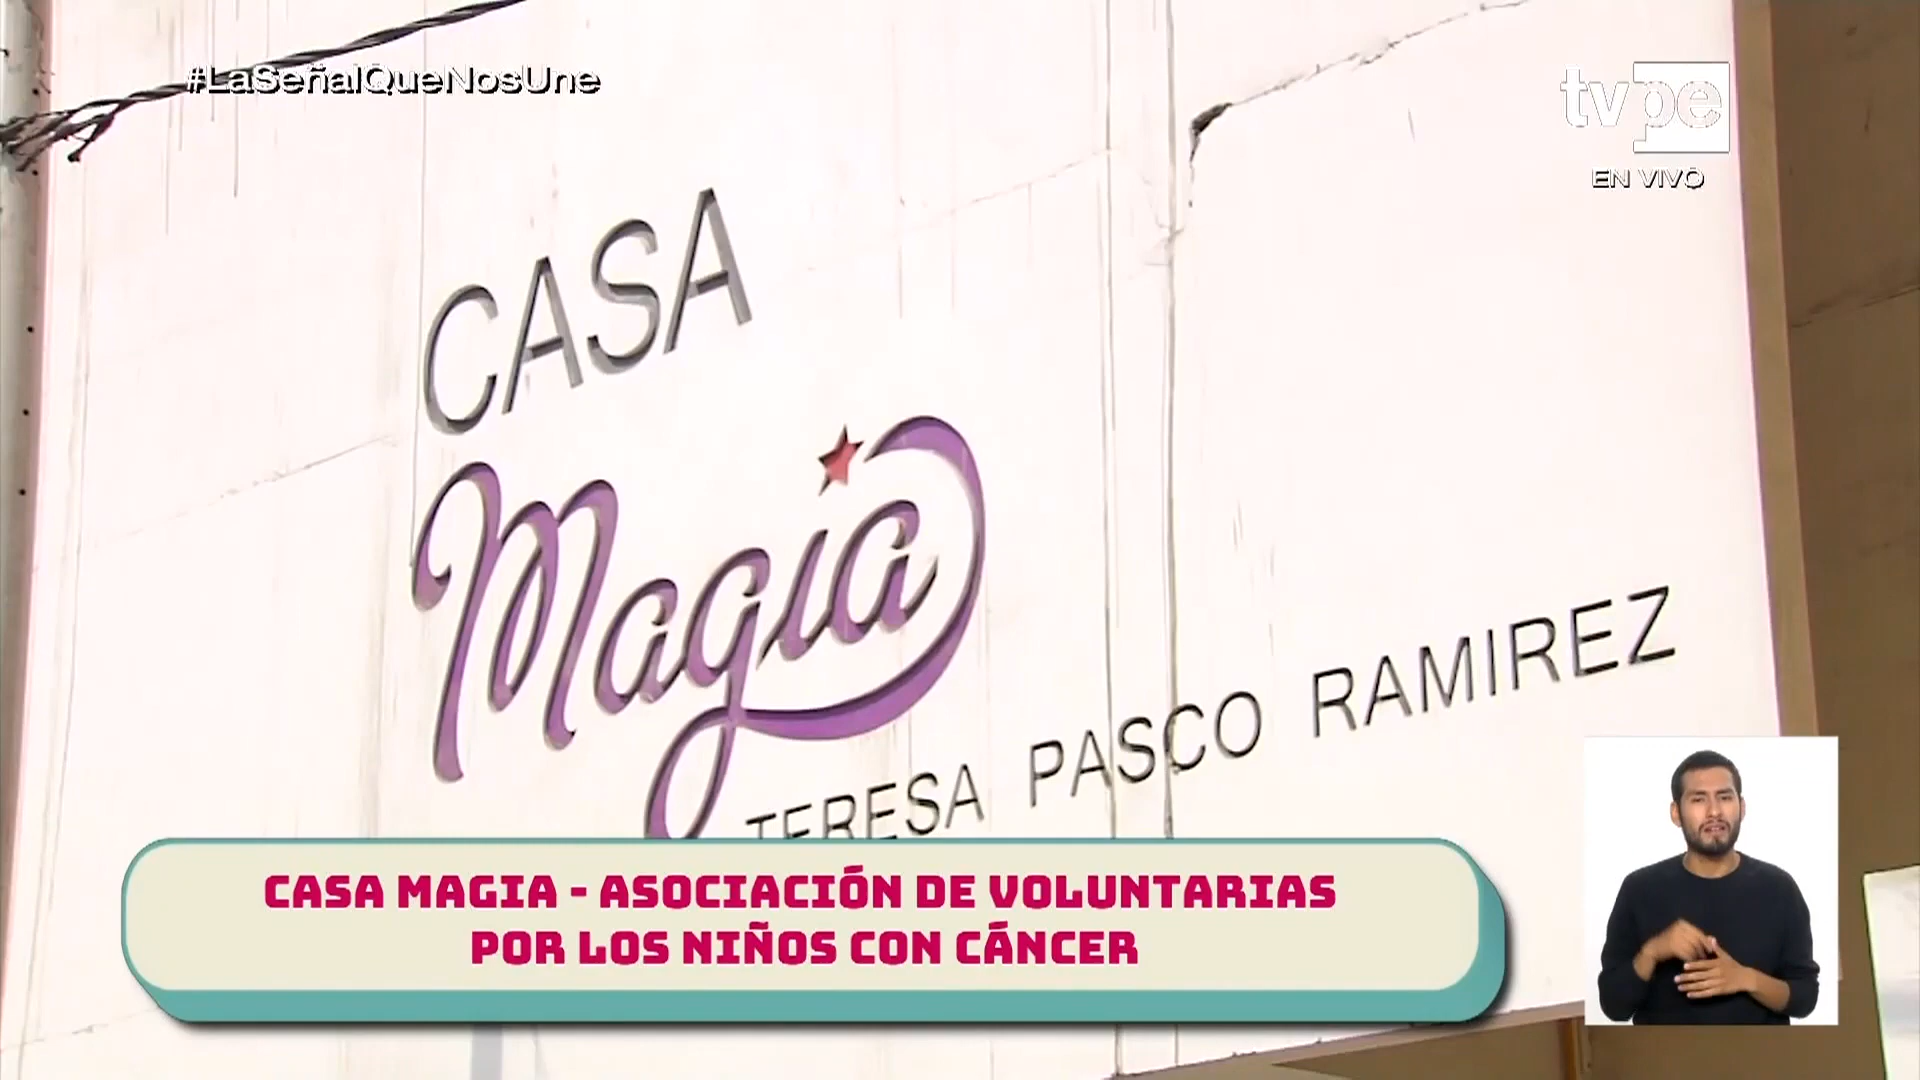 #LaSeñalQueNosUne
tvpe
EN VIVO
CASA
Magia
TERESA PASCO RAMIREZ
CASA MAGIA - ASOCIACIÓN DE VOLUNTARIAS
POR LOS NIÑOS CON CÁNCER